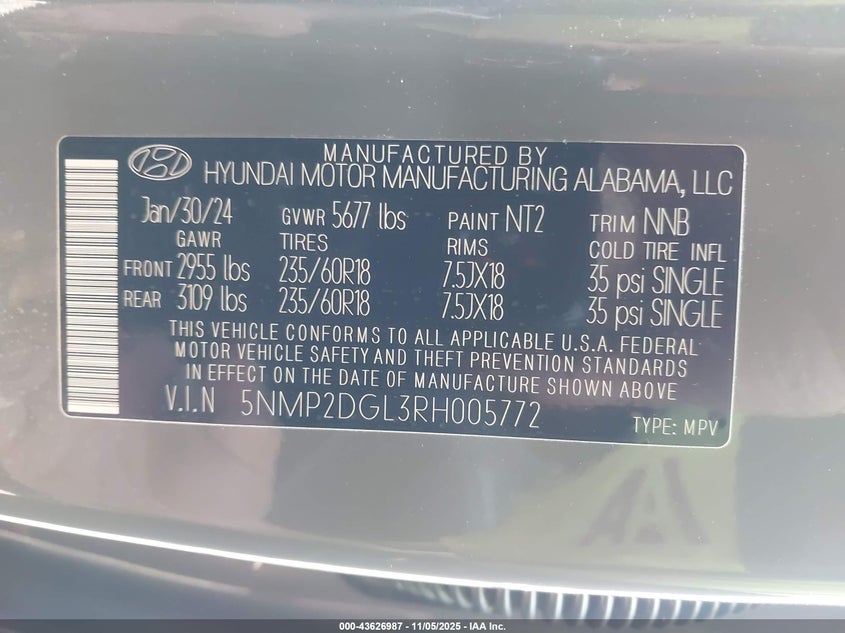 MANUFACTURED BY
HYUNDAI MOTOR MANUFACTURING ALABAMA, LLC
Jan/30/24 GVWR 5677 lbs PAINT NT2 TRIM NNB
GAWR TIRES RIMS COLD TIRE INFL
FRONT 2955 lbs 235/60R18 7.5JX18 35 psi SINGLE
REAR 3109 lbs 235/60R18 7.5JX18 35 psi SINGLE
THIS VEHICLE CONFORMS TO ALL APPLICABLE U.S.A. FEDERAL
MOTOR VEHICLE SAFETY AND THEFT PREVENTION STANDARDS
IN EFFECT ON THE DATE OF MANUFACTURE SHOWN ABOVE
V.I.N 5NMP2DGL3RH005772 TYPE: MPV
000-43626987 - 11/05/2025 - IAA Inc.